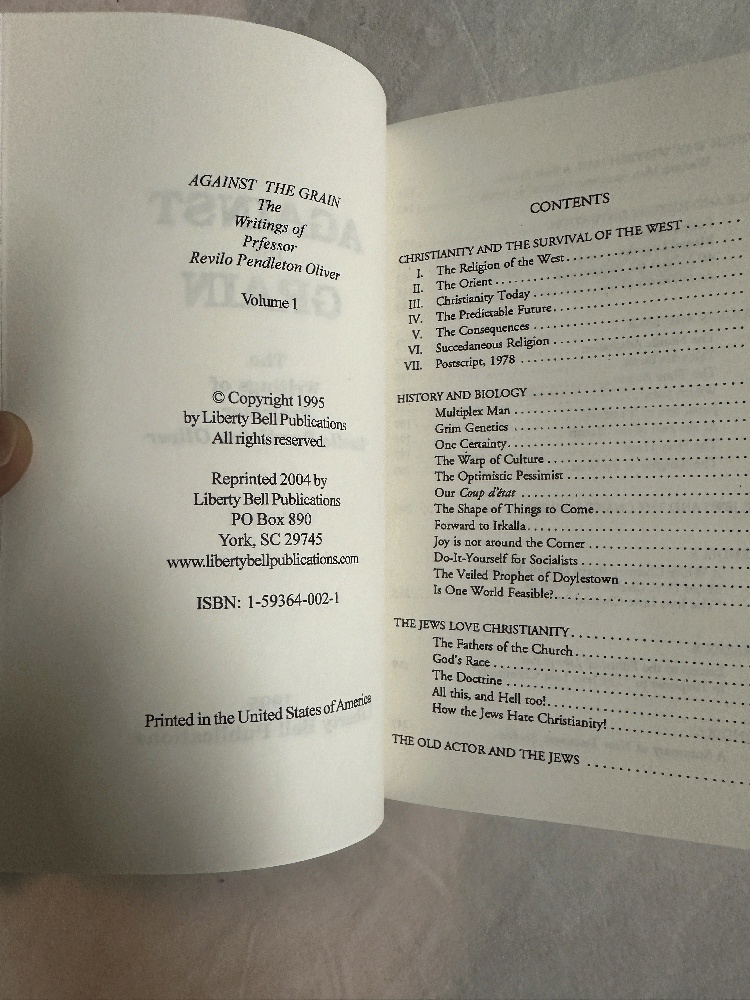 AGAINST THE GRAIN
The
Writings of
Prfessor
Revilo Pendleton Oliver
Volume 1
© Copyright 1995
by Liberty Bell Publications
All rights reserved.
Reprinted 2004 by
Liberty Bell Publications
PO Box 890
York, SC 29745
www.libertybellpublications.com
ISBN: 1-59364-002-1
Printed in the United States of America
CONTENTS
CHRISTIANITY AND THE SURVIVAL OF THE WEST
I. The Religion of the West
II. The Orient
III. Christianity Today
IV. The Predictable Future
V. The Consequences
VI. Succedaneous Religion
VII. Postscript, 1978
HISTORY AND BIOLOGY
Multiplex Man
Grim Genetics
One Certainty
The Warp of Culture
The Optimistic Pessimist
Our Coup d'état
The Shape of Things to Come
Forward to Irkalla
Joy is not around the Corner
Do-It-Yourself for Socialists
The Veiled Prophet of Doylestown
Is One World Feasible?
THE JEWS LOVE CHRISTIANITY
The Fathers of the Church
God's Race
The Doctrine
All this, and Hell too!
How the Jews Hate Christianity!
THE OLD ACTOR AND THE JEWS